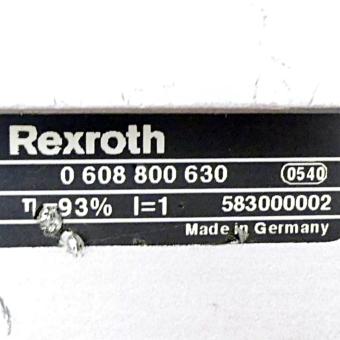 Rexroth
0 608 800 630 0540
η=93% I=1 583000002
Made in Germany